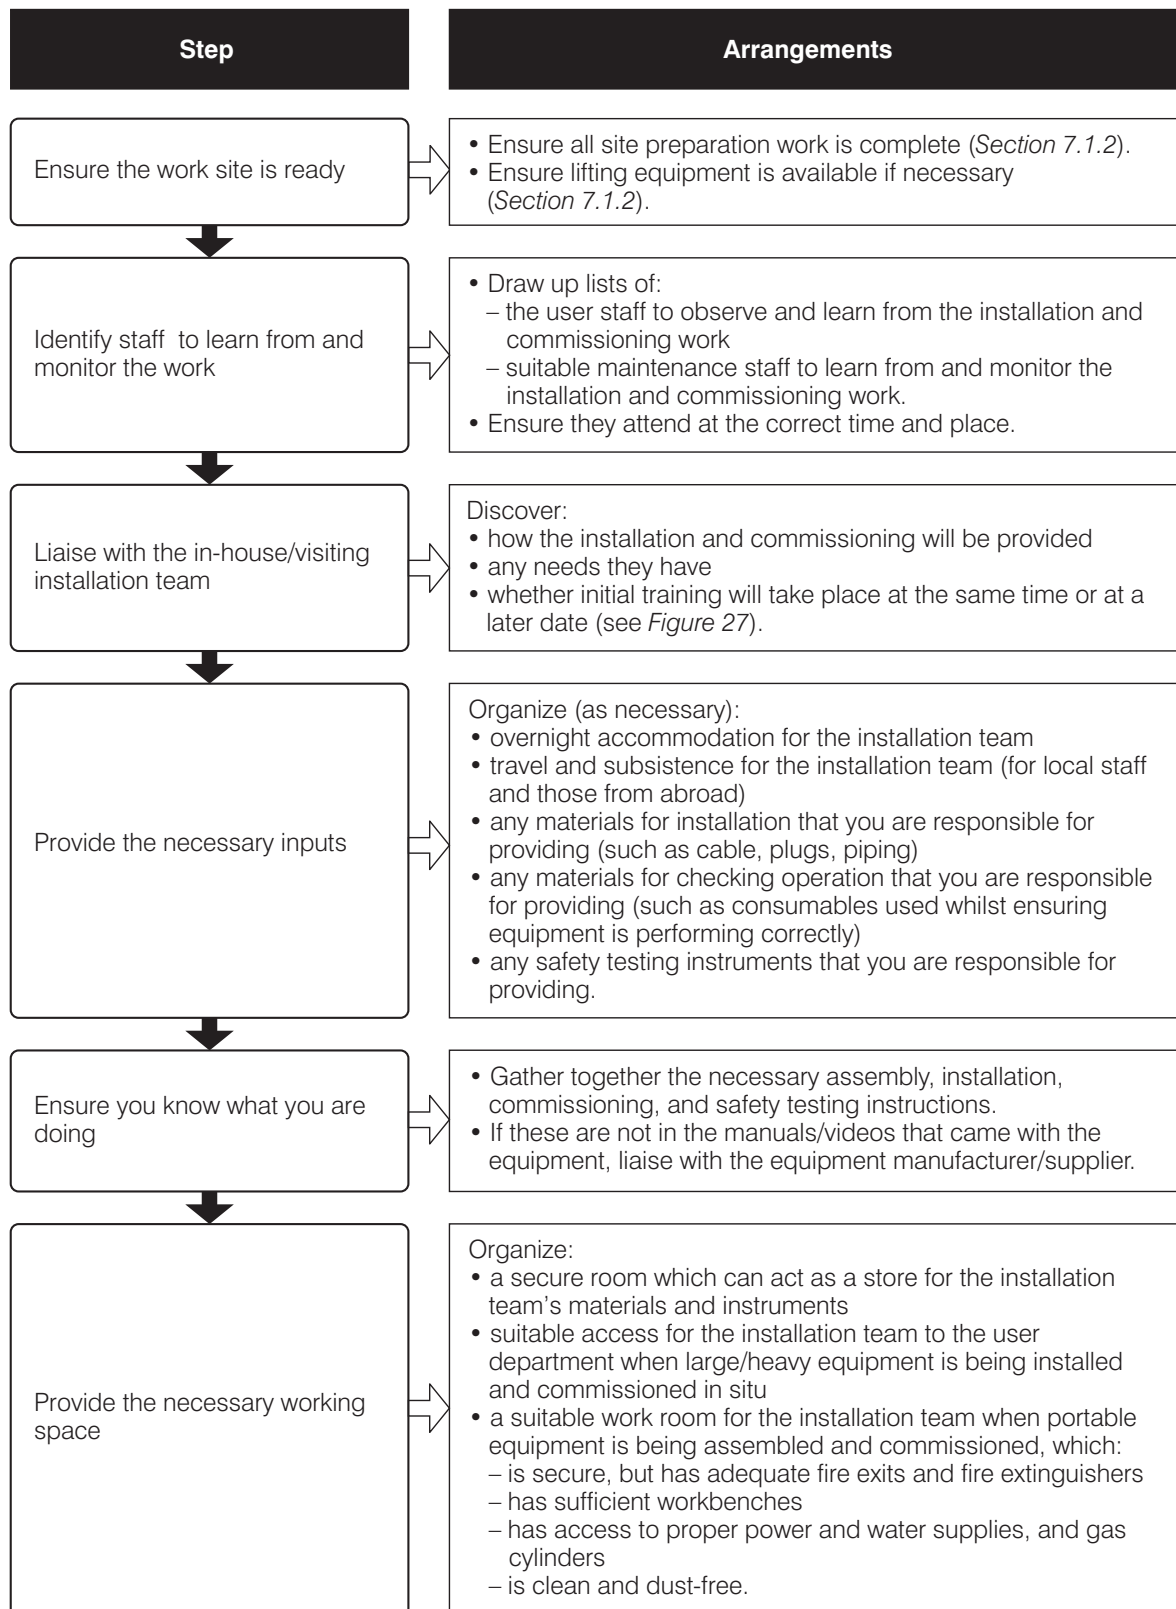 Step
Arrangements
Ensure the work site is ready
• Ensure all site preparation work is complete (Section 7.1.2).
• Ensure lifting equipment is available if necessary
(Section 7.1.2).
Identify staff to learn from and
monitor the work
• Draw up lists of:
– the user staff to observe and learn from the installation and
commissioning work
– suitable maintenance staff to learn from and monitor the
installation and commissioning work.
• Ensure they attend at the correct time and place.
Liaise with the in-house/visiting
installation team
Discover:
• how the installation and commissioning will be provided
• any needs they have
• whether initial training will take place at the same time or at a
later date (see Figure 27).
Provide the necessary inputs
Organize (as necessary):
• overnight accommodation for the installation team
• travel and subsistence for the installation team (for local staff
and those from abroad)
• any materials for installation that you are responsible for
providing (such as cable, plugs, piping)
• any materials for checking operation that you are responsible
for providing (such as consumables used whilst ensuring
equipment is performing correctly)
• any safety testing instruments that you are responsible for
providing.
Ensure you know what you are
doing
• Gather together the necessary assembly, installation,
commissioning, and safety testing instructions.
• If these are not in the manuals/videos that came with the
equipment, liaise with the equipment manufacturer/supplier.
Provide the necessary working
space
Organize:
• a secure room which can act as a store for the installation
team's materials and instruments
• suitable access for the installation team to the user
department when large/heavy equipment is being installed
and commissioned in situ
• a suitable work room for the installation team when portable
equipment is being assembled and commissioned, which:
– is secure, but has adequate fire exits and fire extinguishers
– has sufficient workbenches
– has access to proper power and water supplies, and gas
cylinders
– is clean and dust-free.